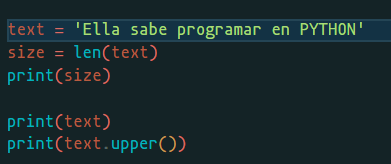 text = 'Ella sabe programar en PYTHON'
size = len(text)
print(size)
print(text)
print(text.upper())